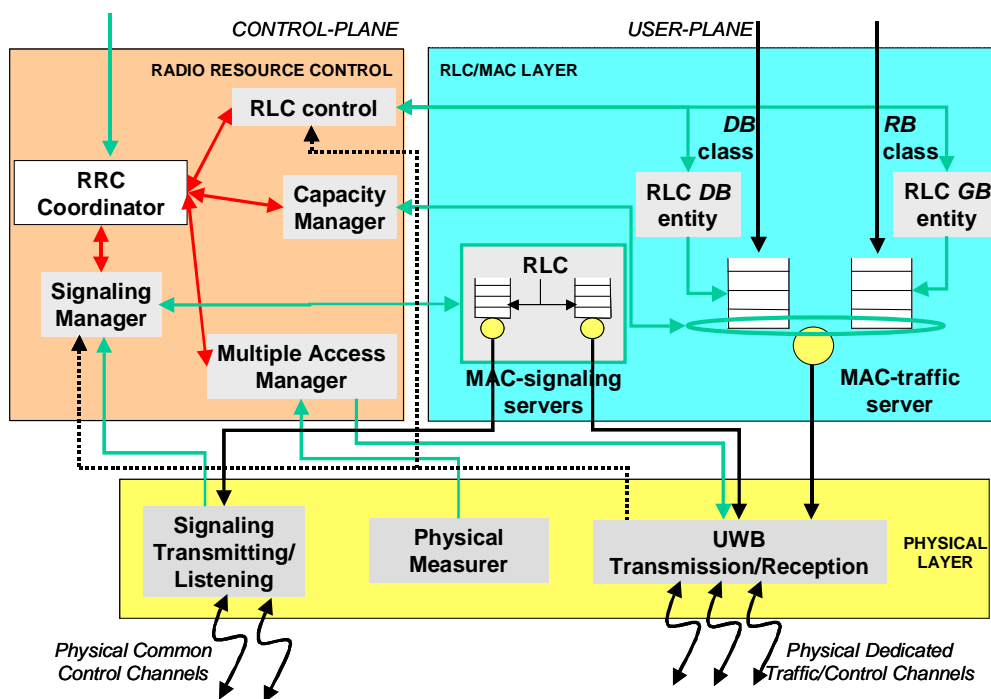 CONTROL-PLANE
USER-PLANE
RADIO RESOURCE CONTROL
RLC/MAC LAYER
RLC control
DB
class
RB
class
RRC
Coordinator
Capacity
Manager
RLC DB
entity
RLC GB
entity
RLC
Signaling
Manager
Multiple Access
Manager
MAC-signaling
servers
MAC-traffic
server
Signaling
Transmitting/
Listening
Physical
Measurer
UWB
Transmission/Reception
PHYSICAL
LAYER
Physical Common
Control Channels
Physical Dedicated
Traffic/Control Channels